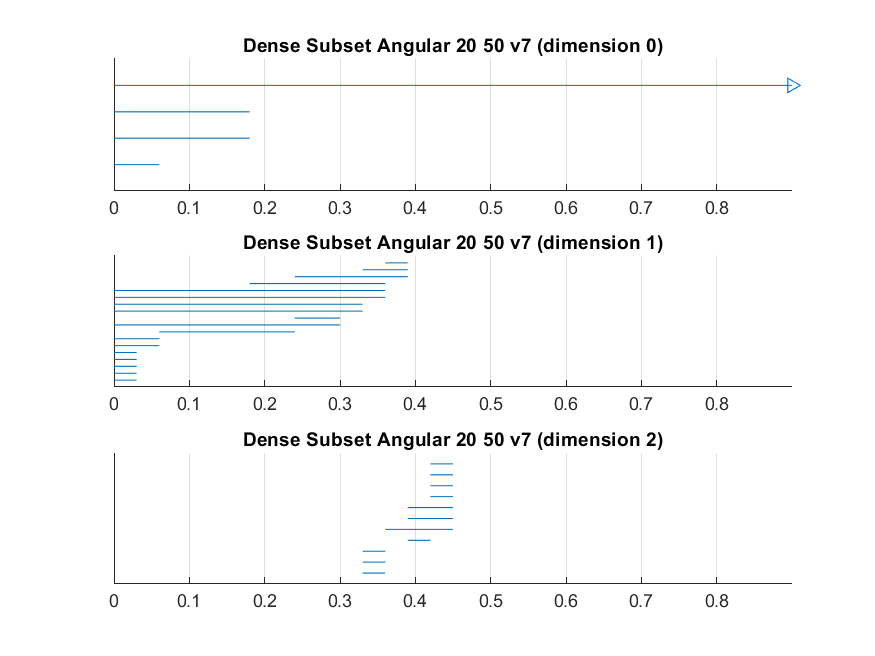 Dense Subset Angular 20 50 v7 (dimension 0)
0 0.1 0.2 0.3 0.4 0.5 0.6 0.7 0.8
Dense Subset Angular 20 50 v7 (dimension 1)
0 0.1 0.2 0.3 0.4 0.5 0.6 0.7 0.8
Dense Subset Angular 20 50 v7 (dimension 2)
0 0.1 0.2 0.3 0.4 0.5 0.6 0.7 0.8